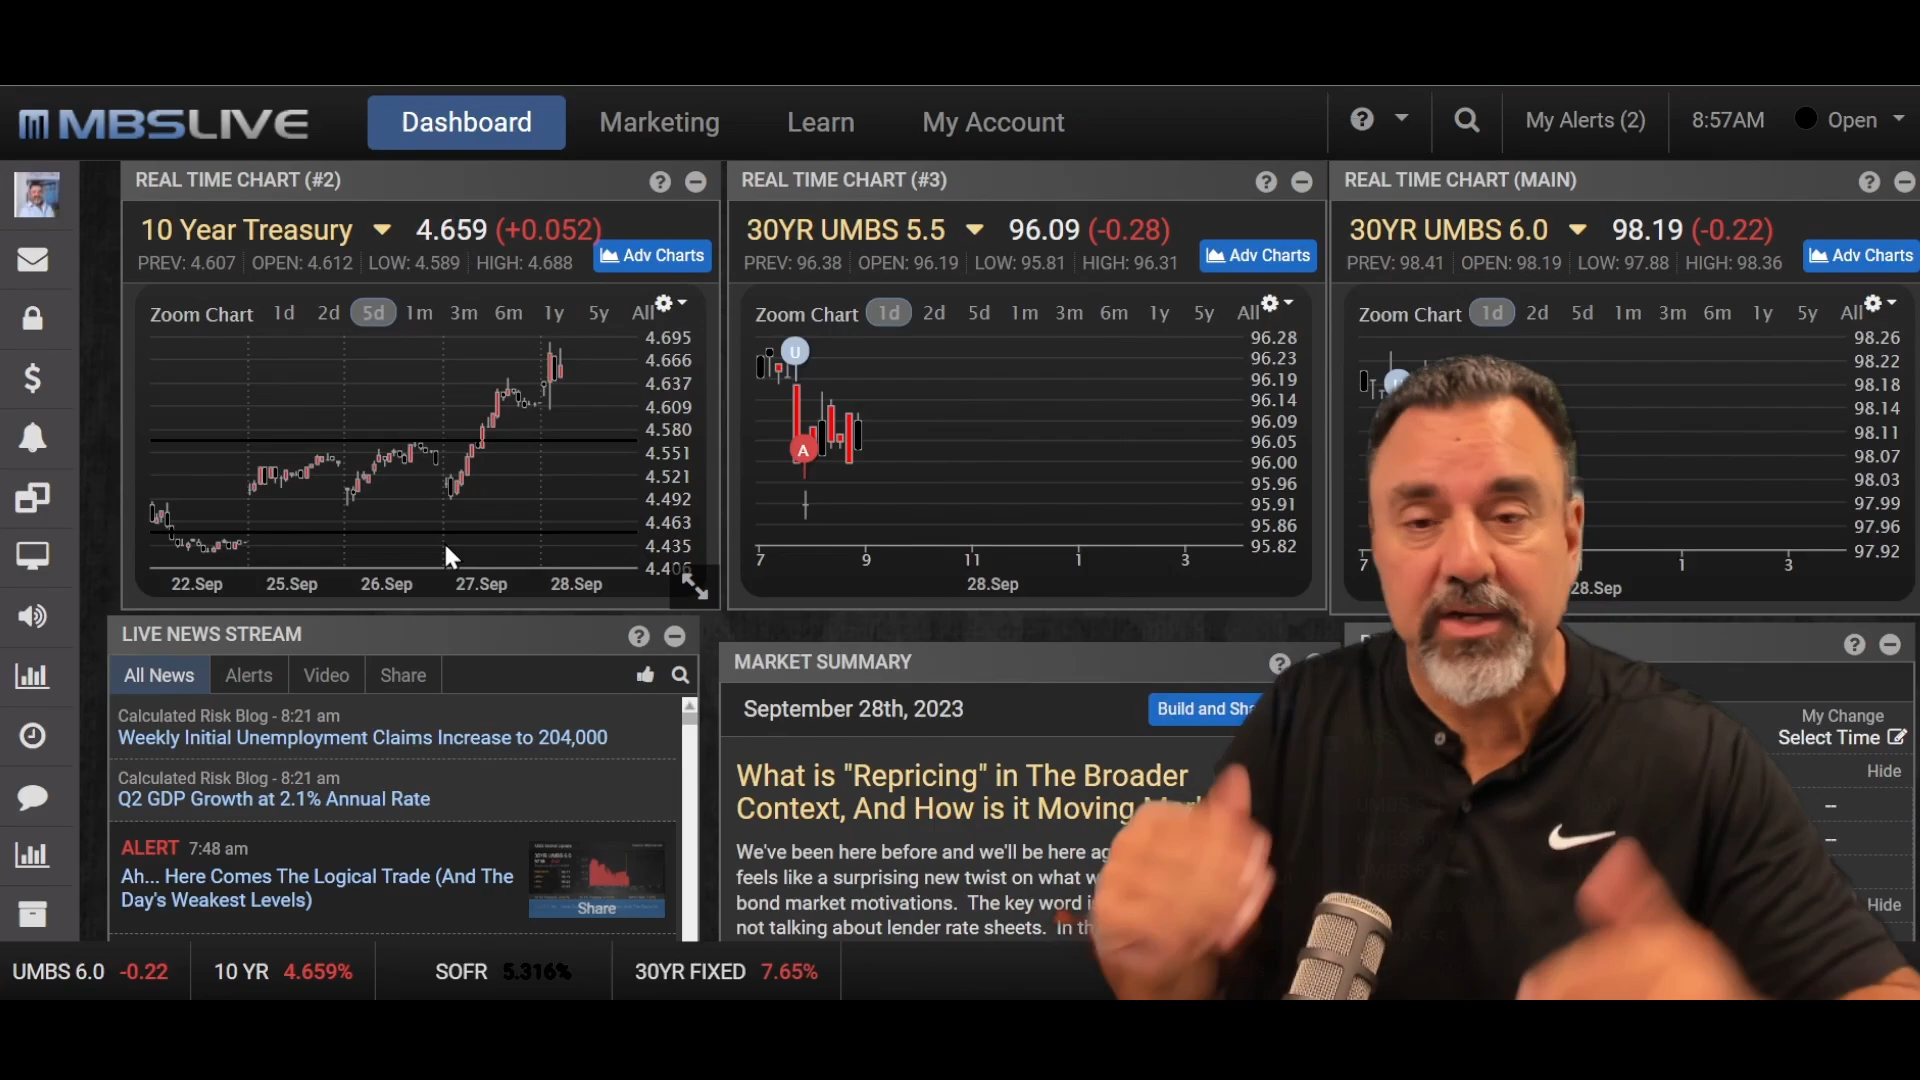 MBSLIVE
Dashboard
Marketing
Learn
My Account
My Alerts (2)
8:57AM
Open
REAL TIME CHART (#2)
10 Year Treasury 4.659 (+0.052)
PREV: 4.607 OPEN: 4.612 LOW: 4.589 HIGH: 4.688
Adv Charts
Zoom Chart 1d 2d 5d 1m 3m 6m 1y 5y All
4.695
4.666
4.637
4.609
4.580
4.551
4.521
4.492
4.463
4.435
4.406
22.Sep 25.Sep 26.Sep 27.Sep 28.Sep
REAL TIME CHART (#3)
30YR UMBS 5.5 96.09 (-0.28)
PREV: 96.38 OPEN: 96.19 LOW: 95.81 HIGH: 96.31
Adv Charts
Zoom Chart 1d 2d 5d 1m 3m 6m 1y 5y All
U
A
96.28
96.23
96.19
96.14
96.09
96.05
96.00
95.96
95.91
95.86
95.82
7 9 11 1 3
28.Sep
REAL TIME CHART (MAIN)
30YR UMBS 6.0 98.19 (-0.22)
PREV: 98.41 OPEN: 98.19 LOW: 97.88 HIGH: 98.36
Adv Charts
Zoom Chart 1d 2d 5d 1m 3m 6m 1y 5y All
98.26
98.22
98.18
98.14
98.11
98.07
98.03
97.99
97.96
97.92
7 1 3
28.Sep
LIVE NEWS STREAM
All News Alerts Video Share
Calculated Risk Blog - 8:21 am
Weekly Initial Unemployment Claims Increase to 204,000
Calculated Risk Blog - 8:21 am
Q2 GDP Growth at 2.1% Annual Rate
ALERT 7:48 am
Ah... Here Comes The Logical Trade (And The
Day's Weakest Levels)
Share
MARKET SUMMARY
September 28th, 2023
Build and
What is "Repricing" in The Broader
Context, And How is it Moving
We've been here before and we'll be here
feels like a surprising new twist on what
bond market motivations. The key word
not talking about lender rate sheets. In
My Change
Select Time
Hide
--
--
Hide
UMBS 6.0 -0.22
10 YR 4.659%
SOFR 5.316%
30YR FIXED 7.65%